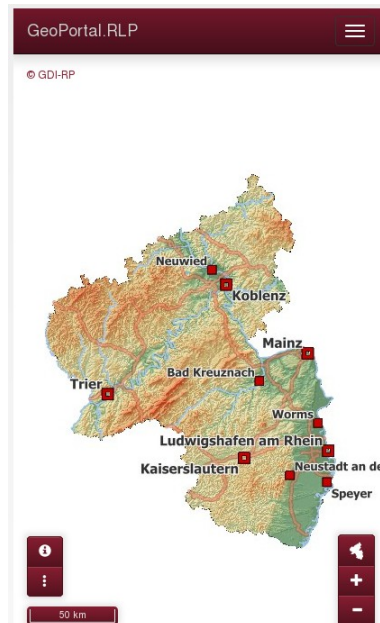 GeoPortal.RLP
© GDI-RP
Neuwied
Koblenz
Mainz
Bad Kreuznach
Trier
Worms
Ludwigshafen am Rhein
Kaiserslautern
Neustadt an de
Speyer
50 km